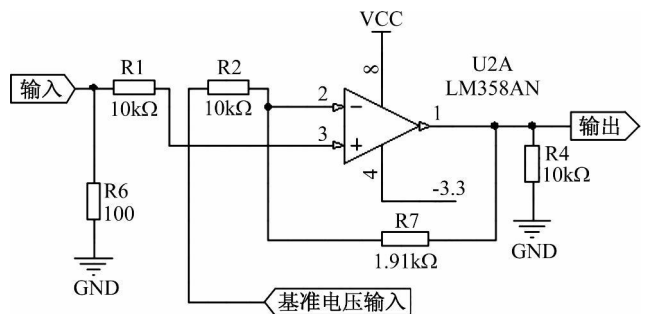 VCC
R1
R2
8
U2A
LM358AN
输入
10kΩ
10kΩ
2
1
输出
3
R4
10kΩ
4
-3.3
R6
100
R7
1.91kΩ
GND
GND
基准电压输入